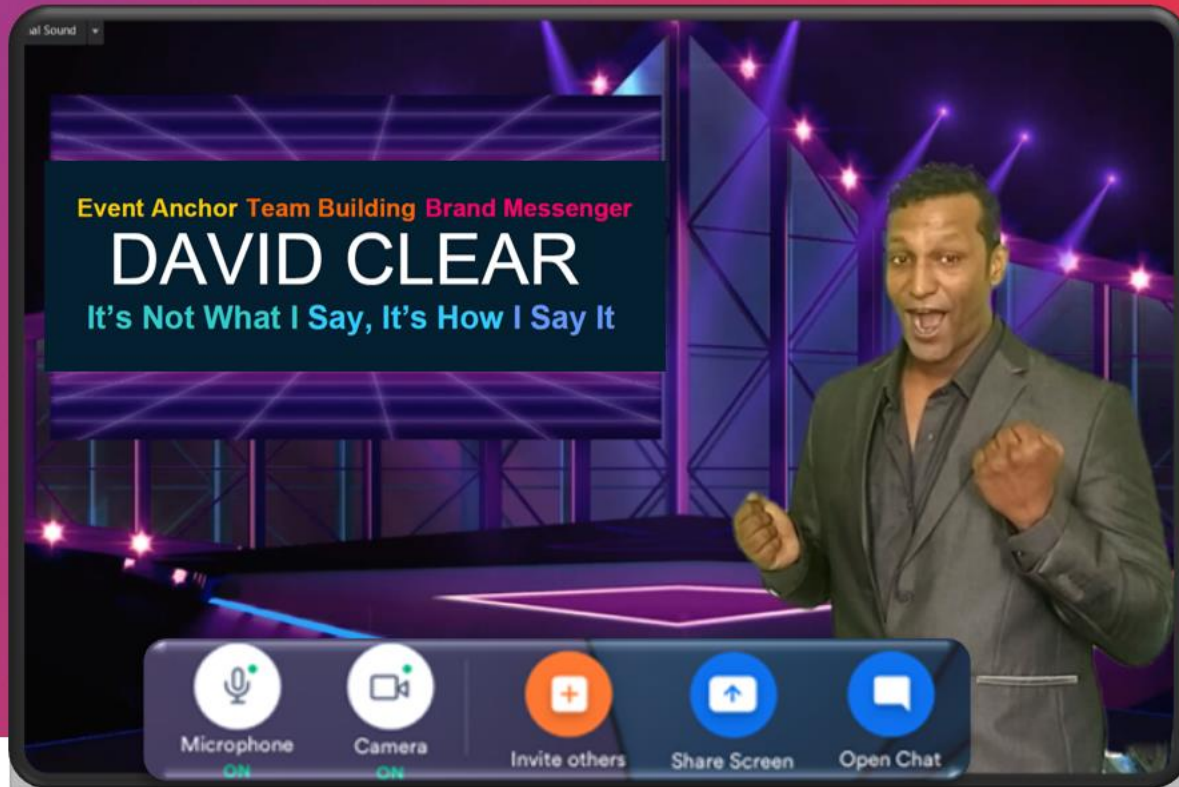 al Sound
Event Anchor Team Building Brand Messenger
DAVID CLEAR
It's Not What I Say, It's How I Say It
Microphone
ON
Camera
ON
Invite others
Share Screen
Open Chat